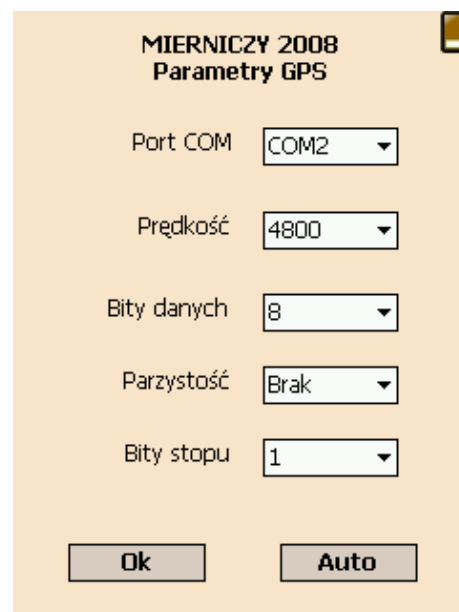 MIERNICZY 2008
Parametry GPS
Port COM COM2
Prędkość 4800
Bity danych 8
Parzystość Brak
Bity stopu 1
Ok Auto